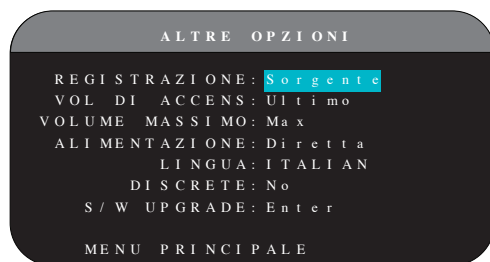 ALTRE OPZIONI
REGISTRAZIONE: Sorgente
VOL DI ACCENS: Ultimo
VOLUME MASSIMO: Max
ALIMENTAZIONE: Diretta
LINGUA: ITALIAN
DISCRETE: No
S/W UPGRADE: Enter
MENU PRINCIPALE